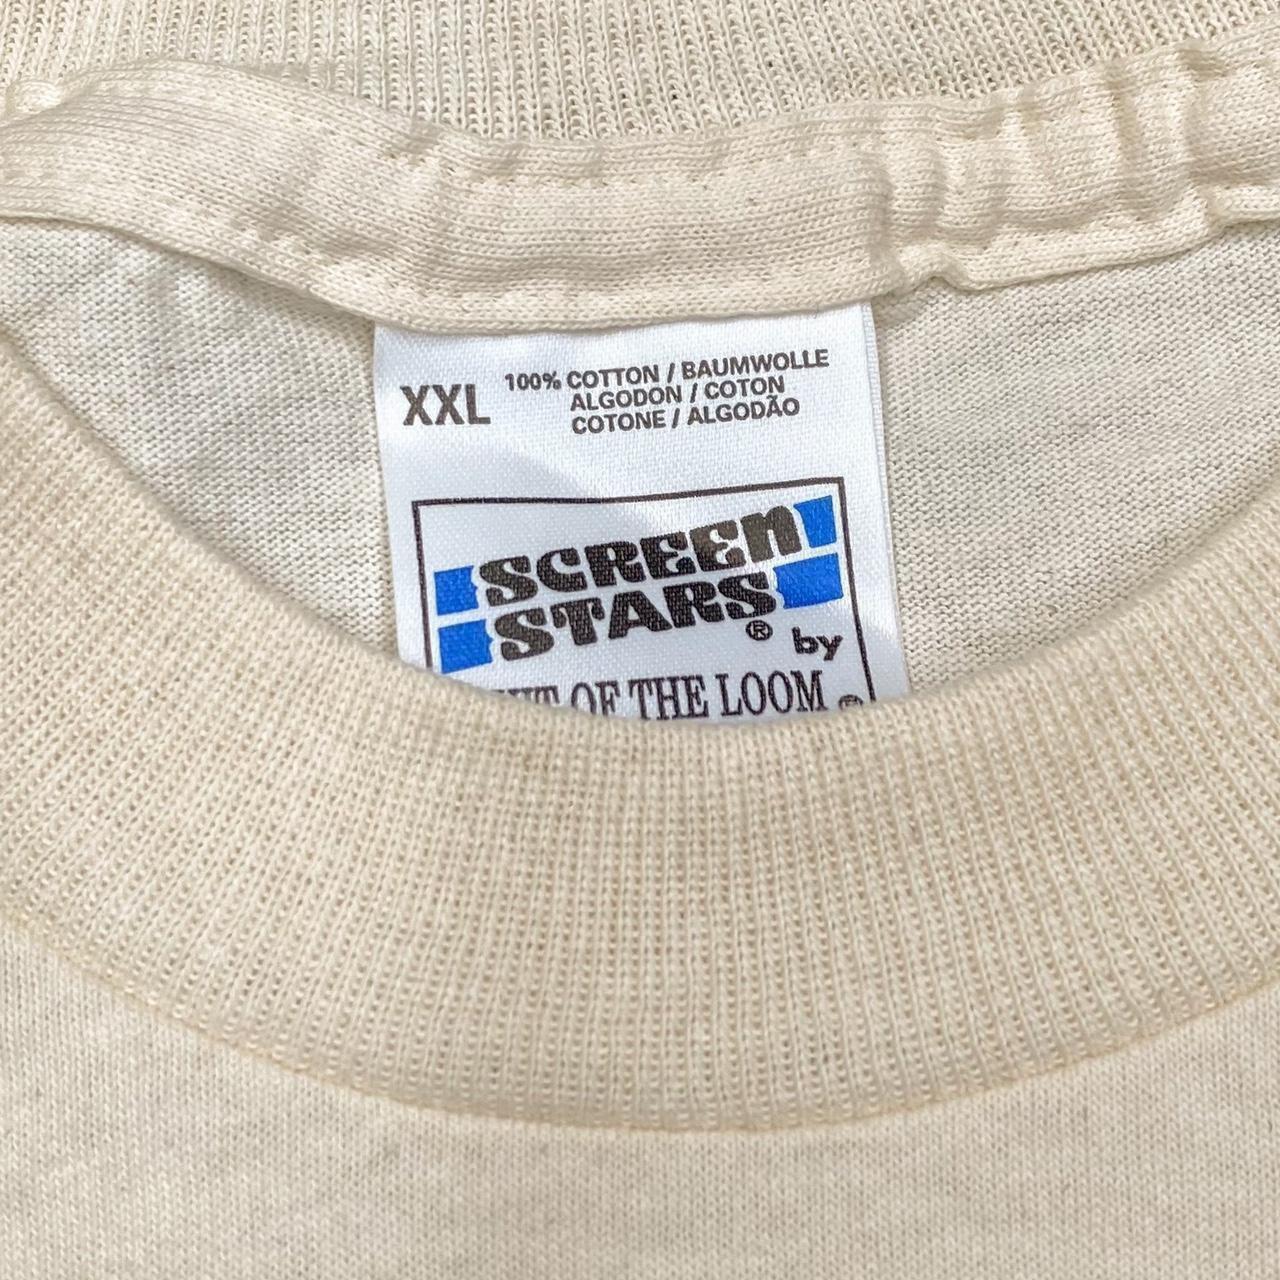 XXL
100% COTTON / BAUMWOLLE
ALGODON / COTON
COTONE / ALGODÃO
SCREEN
STARS®
by
OF THE LOOM ®